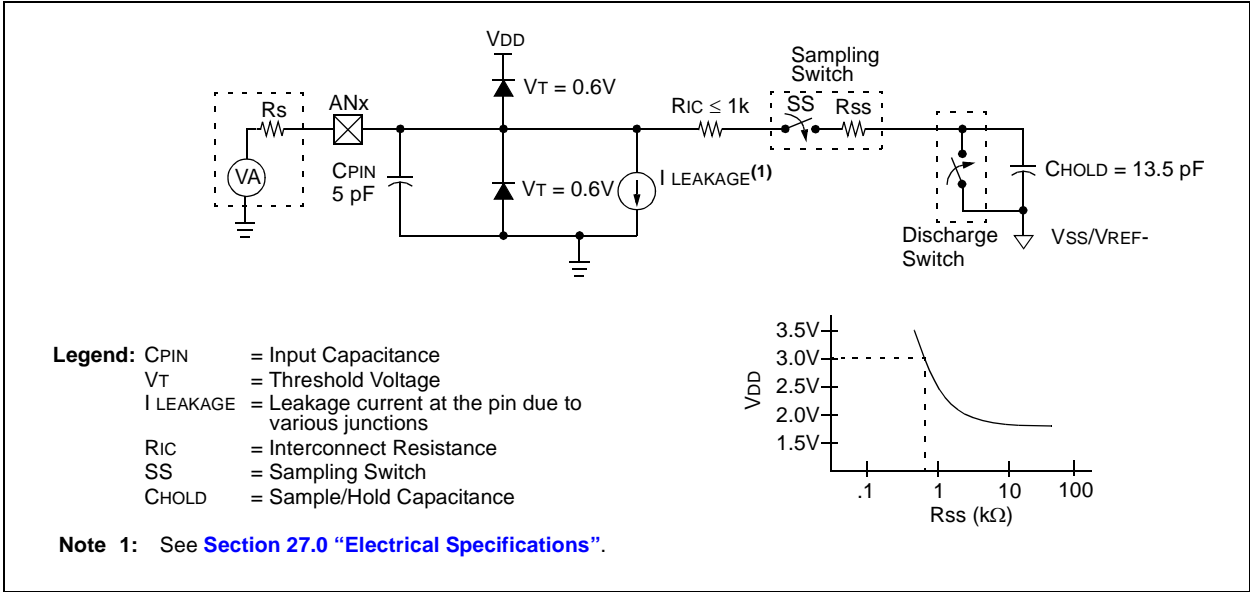 VDD
VT = 0.6V
Sampling
Switch
Rs
ANx
RIC ≤ 1k
SS
Rss
VA
CPIN
5 pF
VT = 0.6V
I LEAKAGE(1)
CHOLD = 13.5 pF
Discharge
Switch
VSS/VREF-
Legend: CPIN = Input Capacitance
VT = Threshold Voltage
I LEAKAGE = Leakage current at the pin due to
various junctions
RIC = Interconnect Resistance
SS = Sampling Switch
CHOLD = Sample/Hold Capacitance
3.5V
3.0V
2.5V
2.0V
1.5V
VDD
.1 1 10 100
Rss (kΩ)
Note 1: See Section 27.0 “Electrical Specifications”.